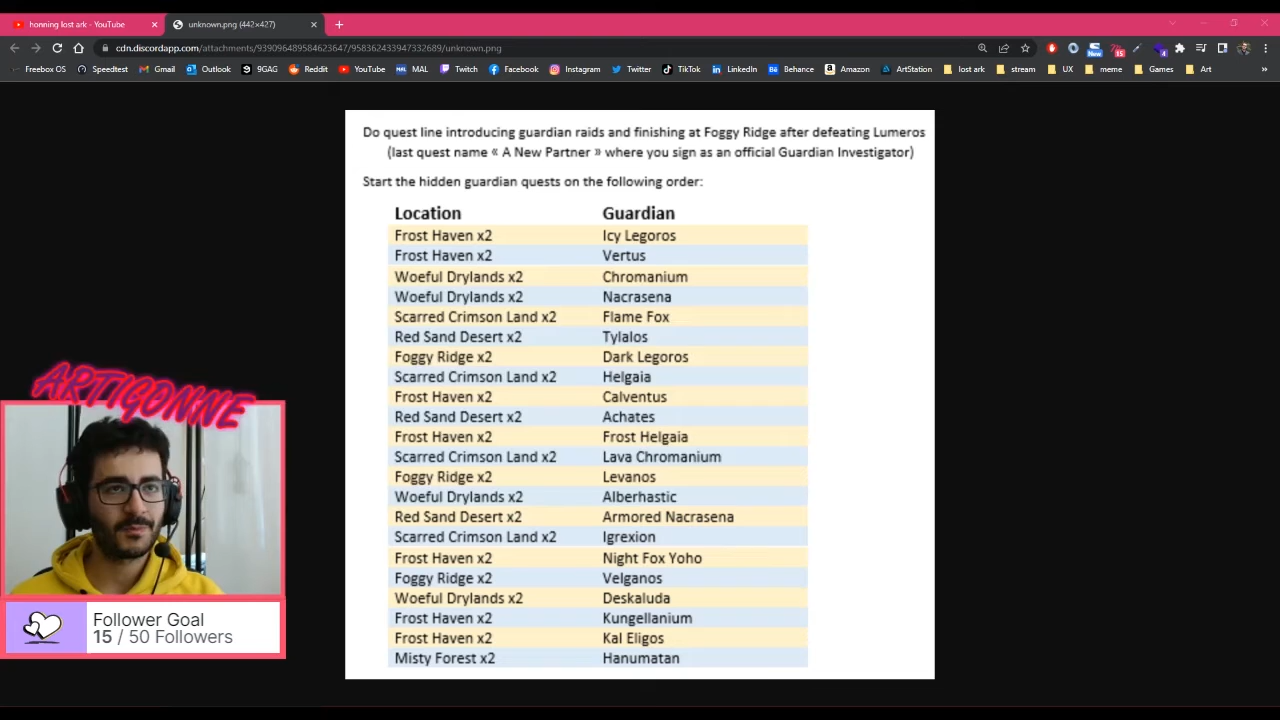 honning lost ark - YouTube
unknown.png (442×427)
cdn.discordapp.com/attachments/939096489584623647/958362433947332689/unknown.png
Freebox OS Speedtest Gmail Outlook 9GAG Reddit YouTube MAL Twitch Facebook Instagram Twitter TikTok LinkedIn Behance Amazon ArtStation lost ark stream UX meme Games Art
Do quest line introducing guardian raids and finishing at Foggy Ridge after defeating Lumeros
(last quest name « A New Partner » where you sign as an official Guardian Investigator)
Start the hidden guardian quests on the following order:
Location Guardian
Frost Haven x2 Icy Legoros
Frost Haven x2 Vertus
Woeful Drylands x2 Chromanium
Woeful Drylands x2 Nacrasena
Scarred Crimson Land x2 Flame Fox
Red Sand Desert x2 Tylalos
Foggy Ridge x2 Dark Legoros
Scarred Crimson Land x2 Helgaia
Frost Haven x2 Calventus
Red Sand Desert x2 Achates
Frost Haven x2 Frost Helgaia
Scarred Crimson Land x2 Lava Chromanium
Foggy Ridge x2 Levanos
Woeful Drylands x2 Alberhastic
Red Sand Desert x2 Armored Nacrasena
Scarred Crimson Land x2 Igrexion
Frost Haven x2 Night Fox Yoho
Foggy Ridge x2 Velganos
Woeful Drylands x2 Deskaluda
Frost Haven x2 Kungellanium
Frost Haven x2 Kal Eligos
Misty Forest x2 Hanumatan
ARTIGONNE
Follower Goal
15 / 50 Followers